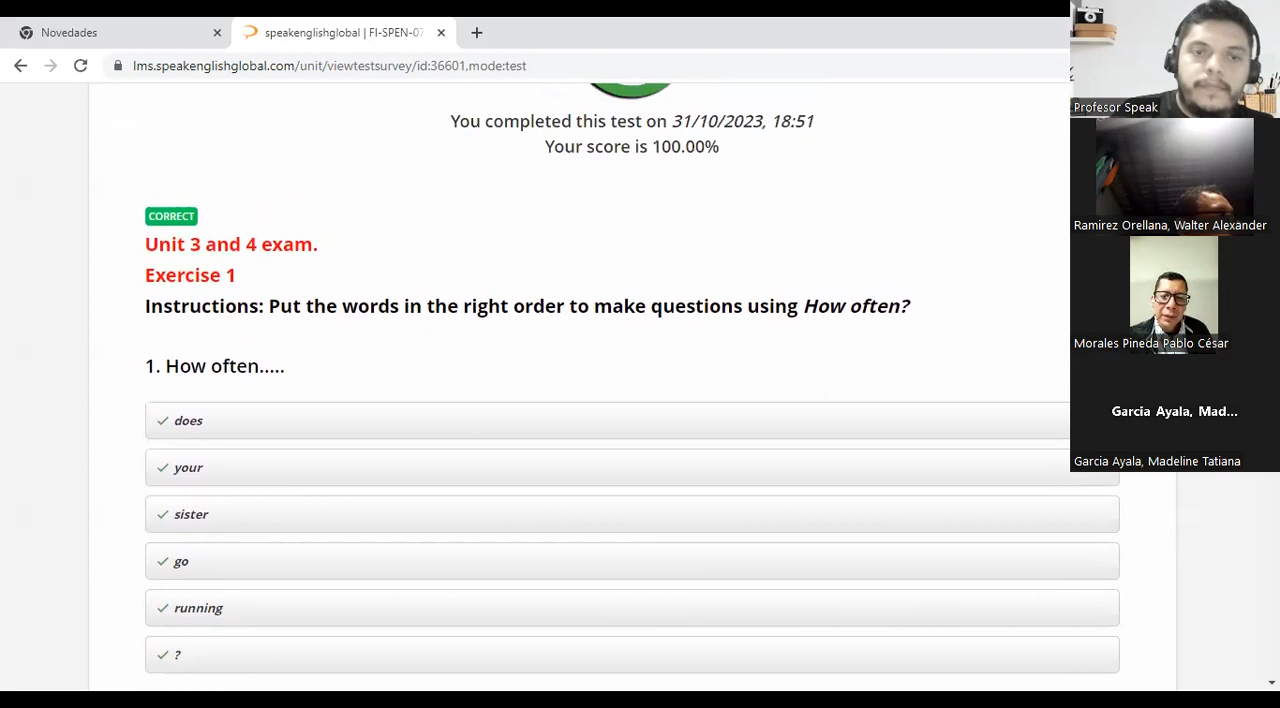 Novedades
speakenglishglobal | FI-SPEN-07
lms.speakenglishglobal.com/unit/viewtestsurvey/id:36601,mode:test
You completed this test on 31/10/2023, 18:51
Your score is 100.00%
CORRECT
Unit 3 and 4 exam.
Exercise 1
Instructions: Put the words in the right order to make questions using How often?
1. How often.....
does
your
sister
go
running
?
Profesor Speak
Ramirez Orellana, Walter Alexander
Morales Pineda Pablo César
Garcia Ayala, Mad...
Garcia Ayala, Madeline Tatiana